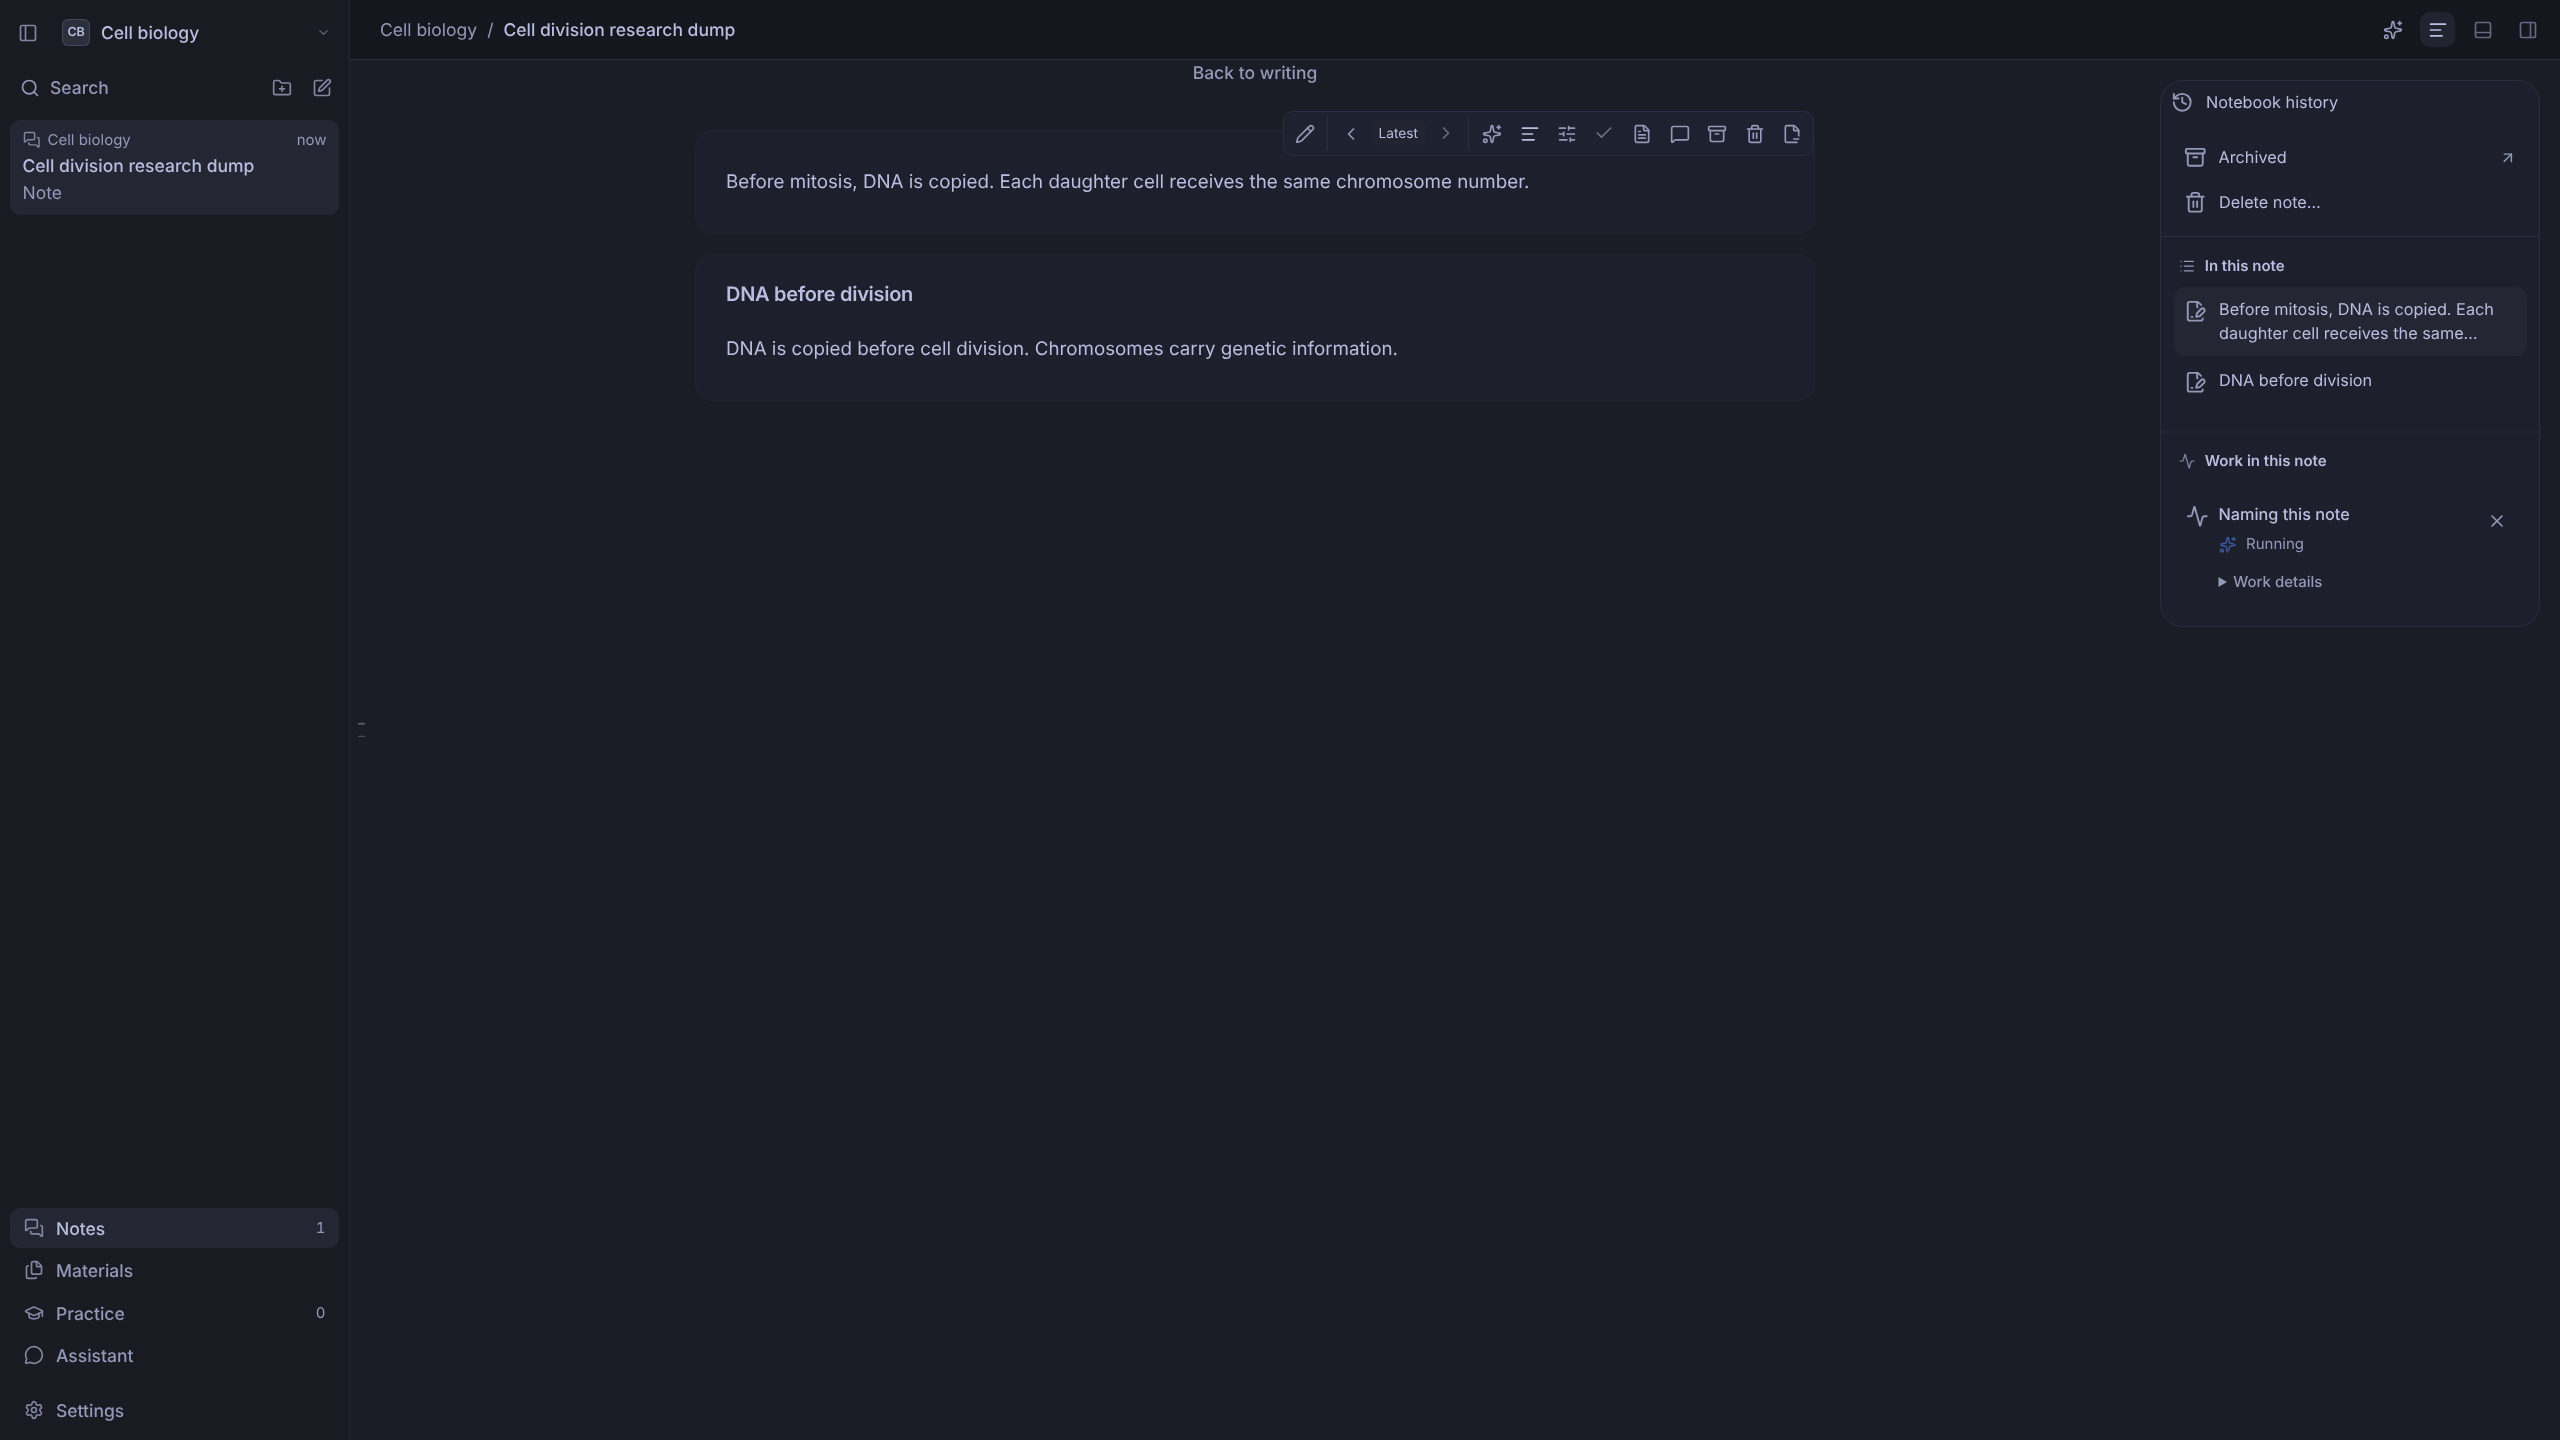 CB Cell biology
Search
Cell biology now
Cell division research dump
Note
Notes 1
Materials
Practice 0
Assistant
Settings
Cell biology / Cell division research dump
Back to writing
Latest
Before mitosis, DNA is copied. Each daughter cell receives the same chromosome number.
DNA before division
DNA is copied before cell division. Chromosomes carry genetic information.
Notebook history
Archived
Delete note...
In this note
Before mitosis, DNA is copied. Each
daughter cell receives the same...
DNA before division
Work in this note
Naming this note
Running
Work details